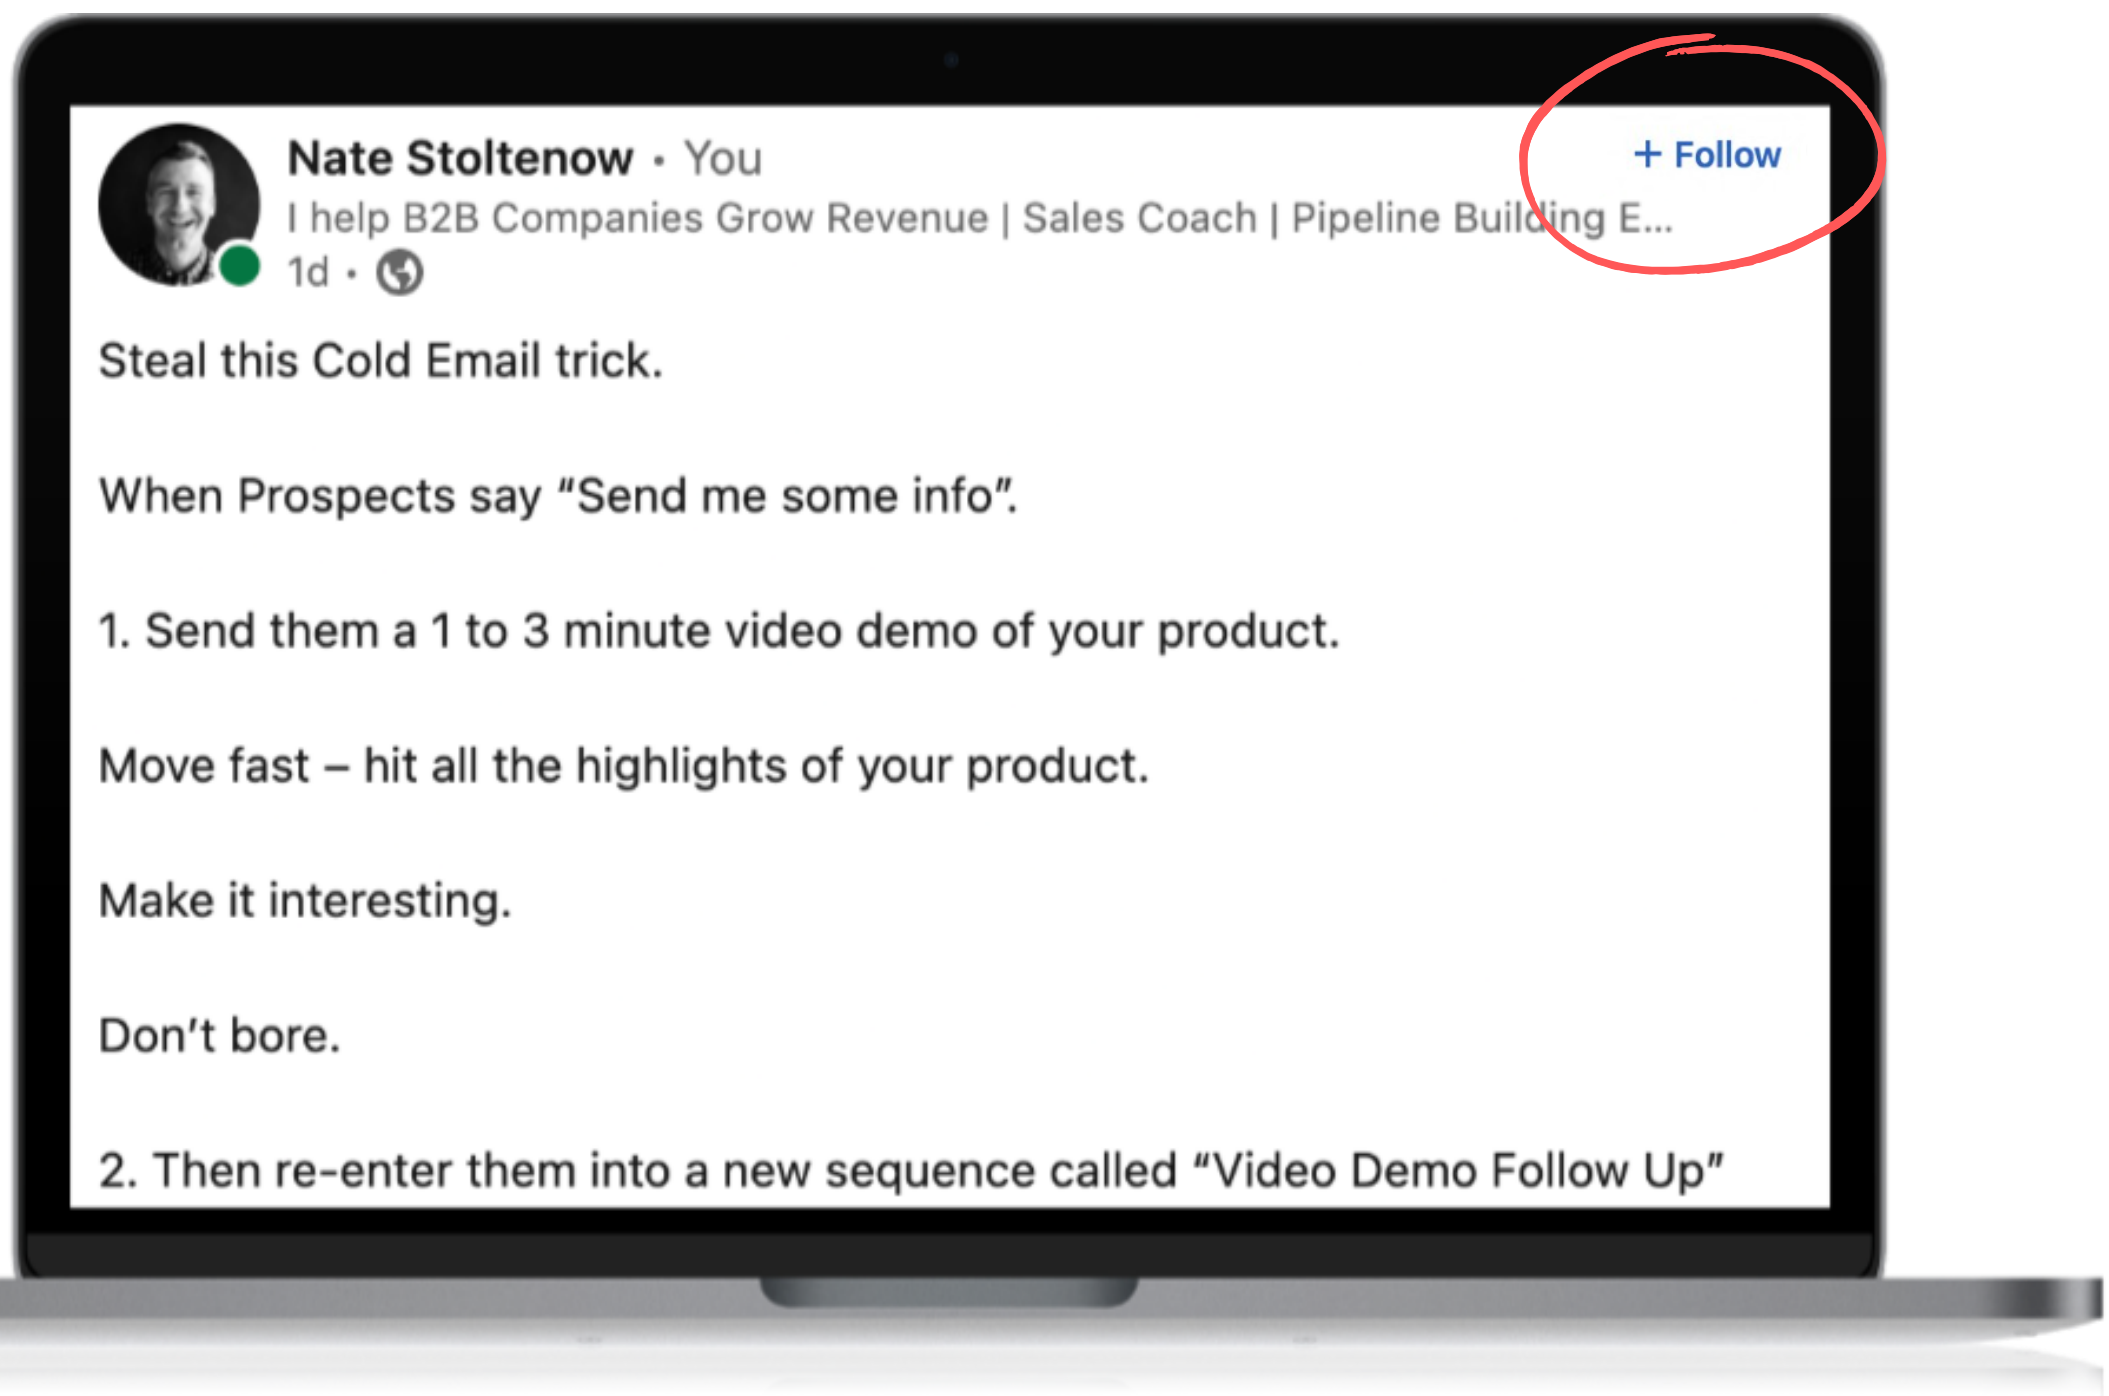 Nate Stoltenow • You
+ Follow
I help B2B Companies Grow Revenue | Sales Coach | Pipeline Building E...
1d •
Steal this Cold Email trick.
When Prospects say “Send me some info”.
1. Send them a 1 to 3 minute video demo of your product.
Move fast – hit all the highlights of your product.
Make it interesting.
Don’t bore.
2. Then re-enter them into a new sequence called “Video Demo Follow Up”